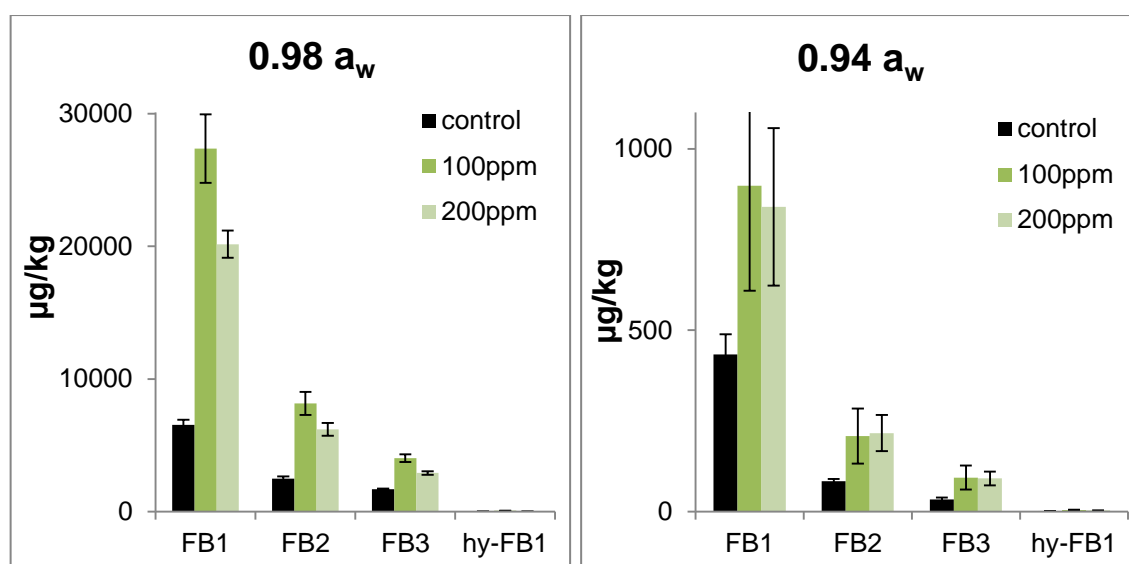 0.98 aw
30000
20000
10000
0
µg/kg
control
100ppm
200ppm
FB1 FB2 FB3 hy-FB1
0.94 aw
1000
500
0
µg/kg
control
100ppm
200ppm
FB1 FB2 FB3 hy-FB1